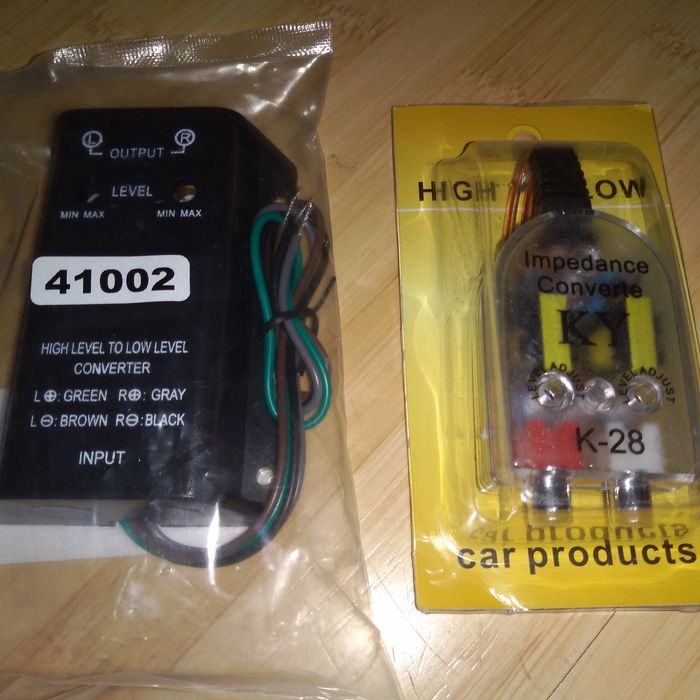 L R
OUTPUT
LEVEL
MIN MAX MIN MAX
41002
HIGH LEVEL TO LOW LEVEL
CONVERTER
L⊕: GREEN R⊕: GRAY
L⊖: BROWN R⊖: BLACK
INPUT
HIGH LOW
Impedance
Converte
KY
LEVEL ADJUST LEVEL ADJUST
K-28
car products
car products